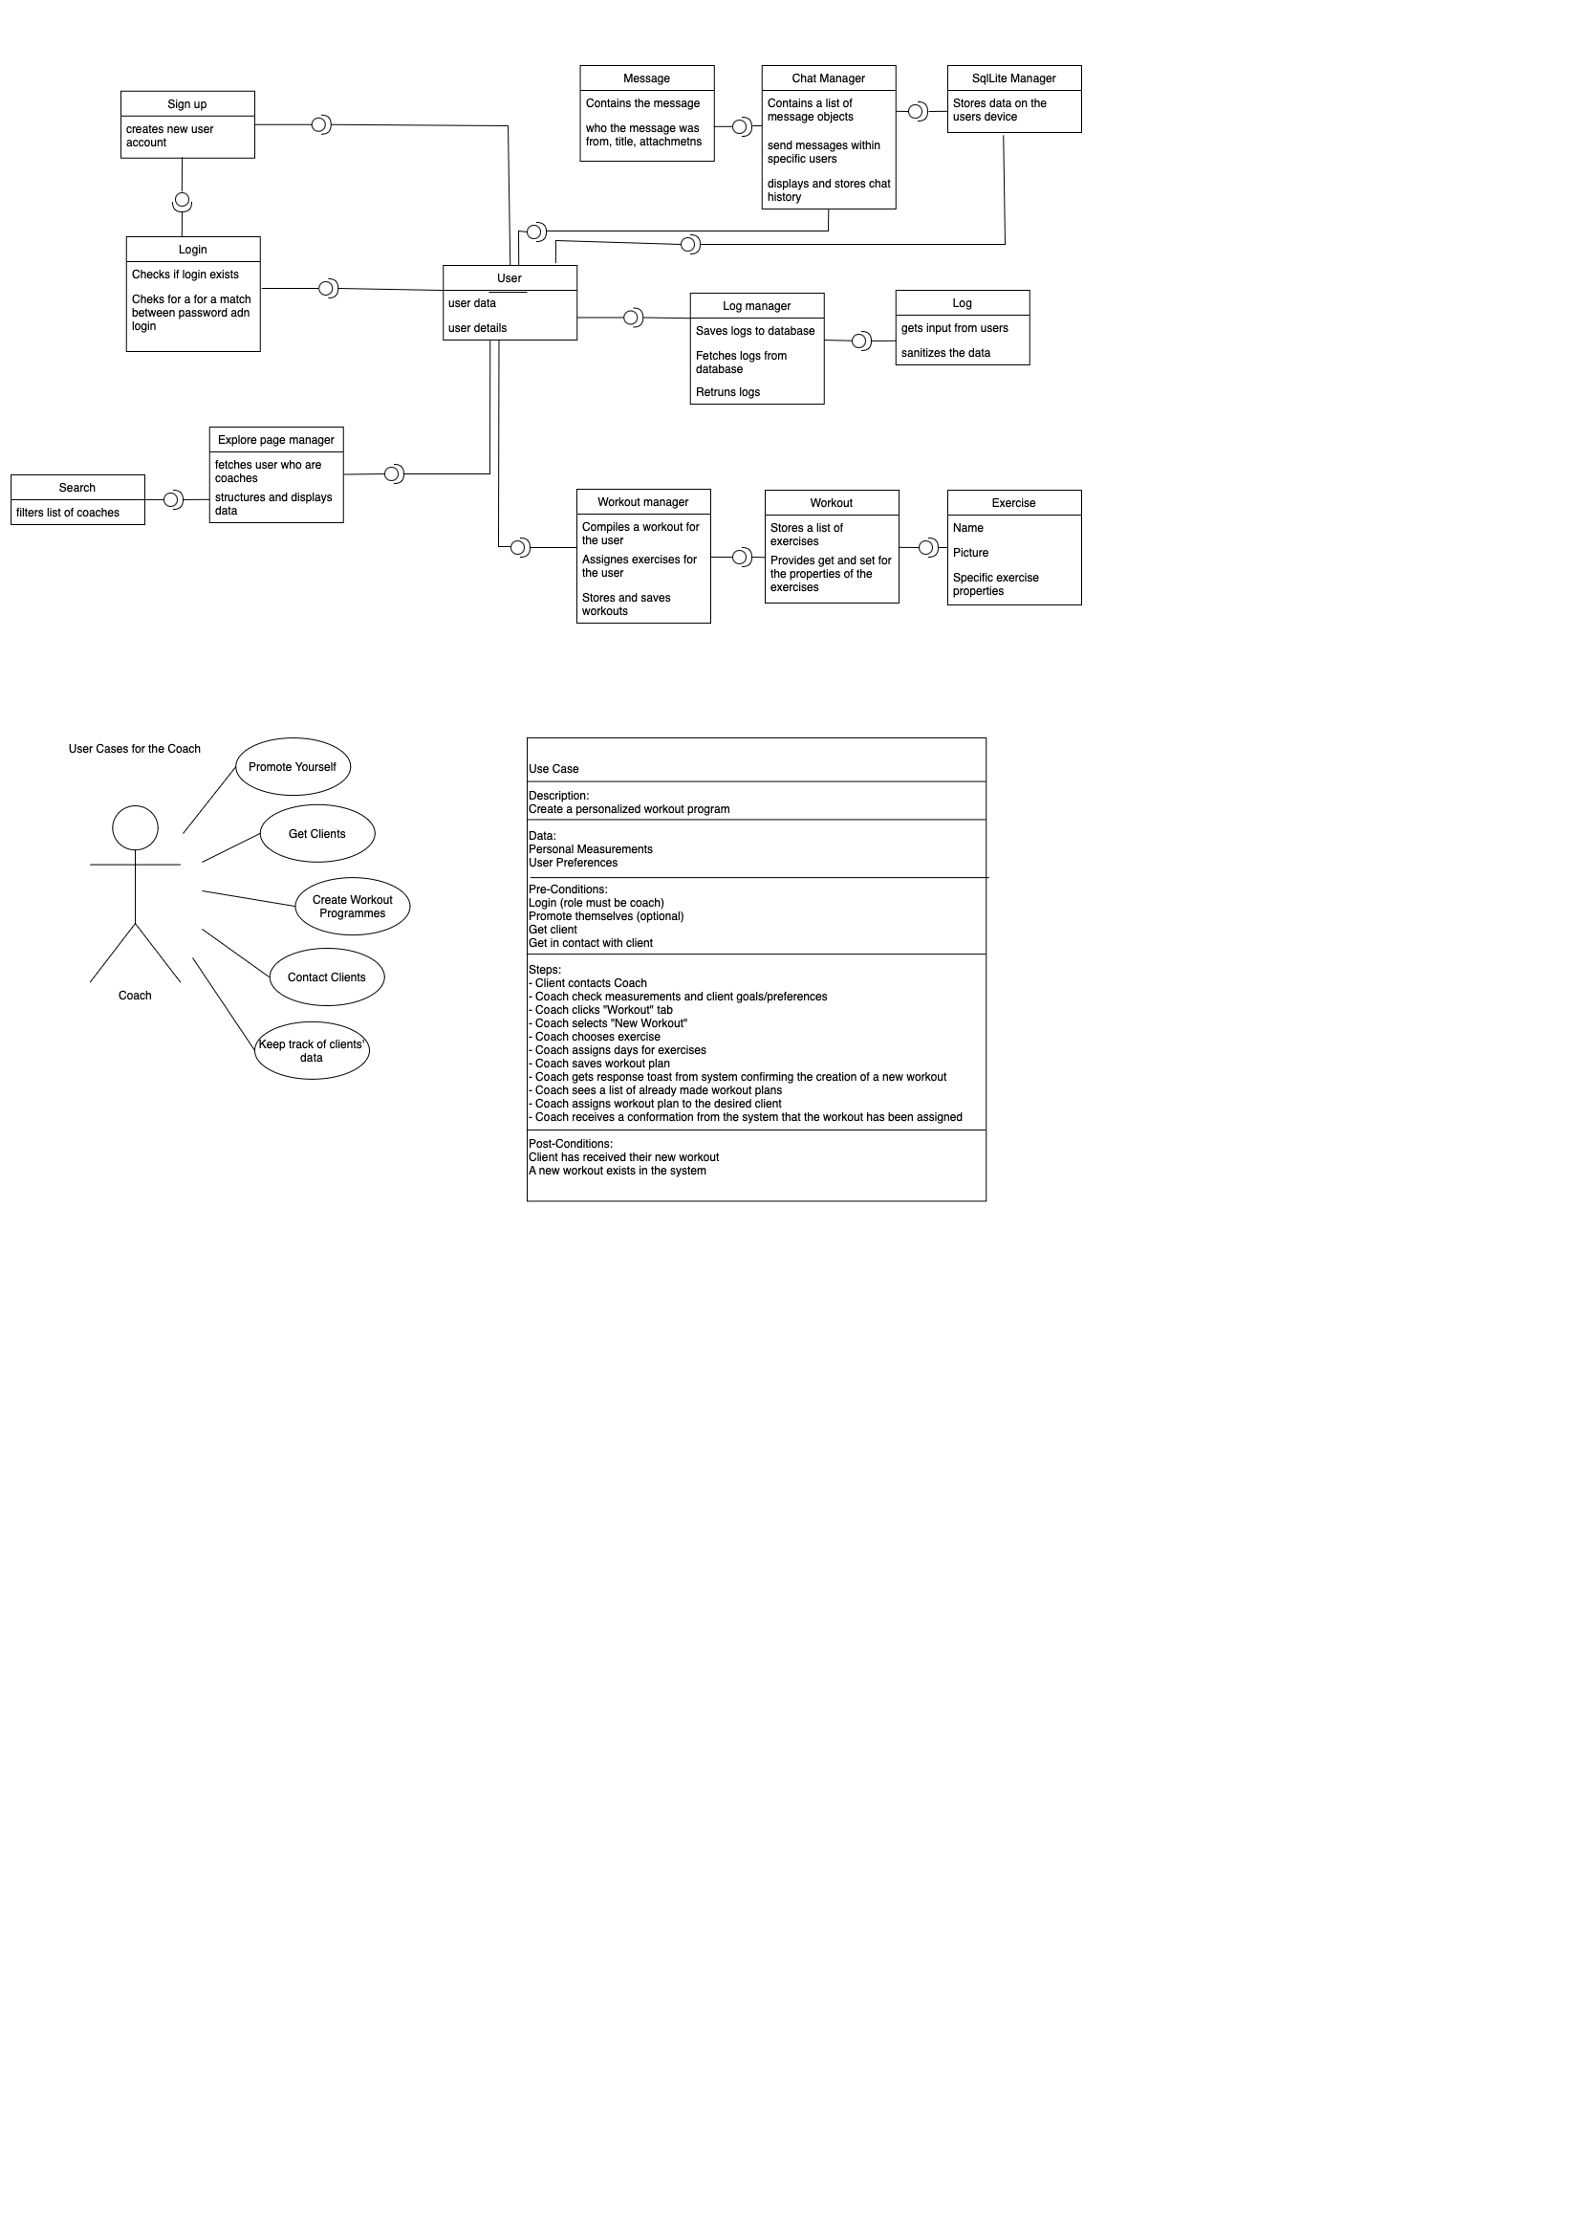 Sign up
creates new user
account
Message
Contains the message
who the message was
from, title, attachmetns
Chat Manager
Contains a list of
message objects
send messages within
specific users
displays and stores chat
history
SqlLite Manager
Stores data on the
users device
Login
Checks if login exists
Cheks for a for a match
between password adn
login
User
user data
user details
Log manager
Saves logs to database
Fetches logs from
database
Retruns logs
Log
gets input from users
sanitizes the data
Search
filters list of coaches
Explore page manager
fetches user who are
coaches
structures and displays
data
Workout manager
Compiles a workout for
the user
Assignes exercises for
the user
Stores and saves
workouts
Workout
Stores a list of
exercises
Provides get and set for
the properties of the
exercises
Exercise
Name
Picture
Specific exercise
properties
User Cases for the Coach
Promote Yourself
Get Clients
Create Workout
Programmes
Contact Clients
Keep track of clients'
data
Coach
Use Case
Description:
Create a personalized workout program
Data:
Personal Measurements
User Preferences
Pre-Conditions:
Login (role must be coach)
Promote themselves (optional)
Get client
Get in contact with client
Steps:
- Client contacts Coach
- Coach check measurements and client goals/preferences
- Coach clicks "Workout" tab
- Coach selects "New Workout"
- Coach chooses exercise
- Coach assigns days for exercises
- Coach saves workout plan
- Coach gets response toast from system confirming the creation of a new workout
- Coach sees a list of already made workout plans
- Coach assigns workout plan to the desired client
- Coach receives a conformation from the system that the workout has been assigned
Post-Conditions:
Client has received their new workout
A new workout exists in the system